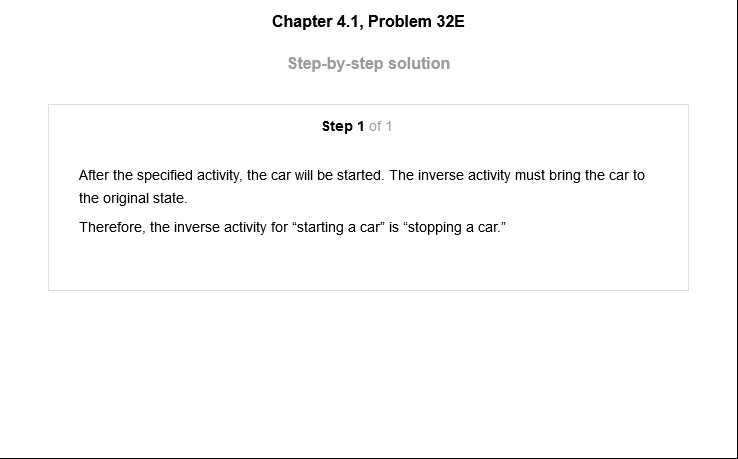 Chapter 4.1, Problem 32E
Step-by-step solution
Step 1 of 1
After the specified activity, the car will be started. The inverse activity must bring the car to
the original state.
Therefore, the inverse activity for “starting a car” is “stopping a car.”